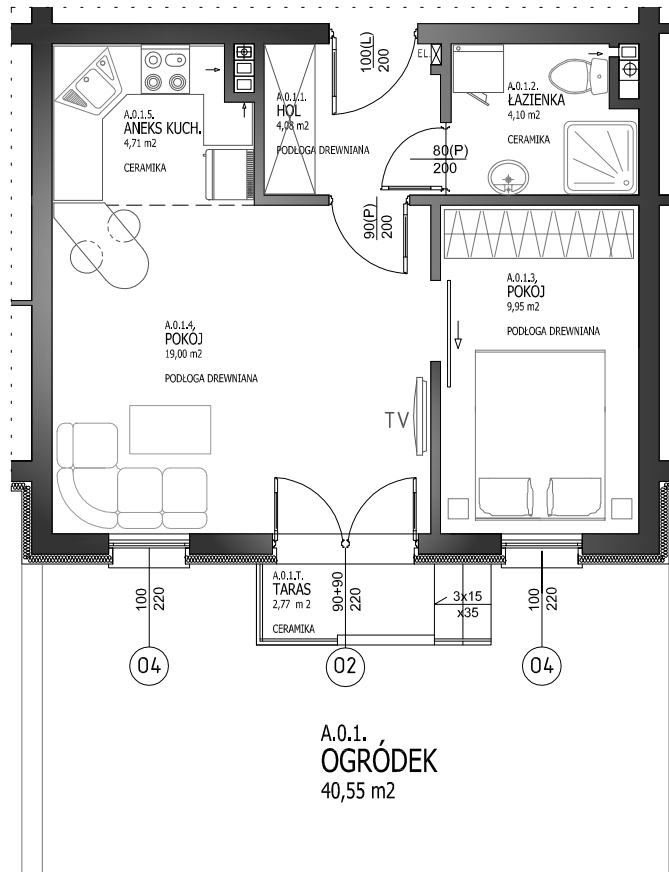 100(L)
200
EL.
A.0.1.5.
ANEKS KUCH.
4,71 m2
CERAMIKA
A.0.1.1.
HOL
4,08 m2
PODŁOGA DREWNIANA
A.0.1.2.
ŁAZIENKA
4,10 m2
CERAMIKA
80(P)
200
90(P)
200
A.0.1.3,
POKÓJ
9,95 m2
PODŁOGA DREWNIANA
A.0.1.4,
POKÓJ
19,00 m2
PODŁOGA DREWNIANA
TV
A.0.1.T.
TARAS
2,77 m 2
CERAMIKA
90+90
220
3x15
x35
100
220
100
220
04
02
04
A.0.1.
OGRÓDEK
40,55 m2